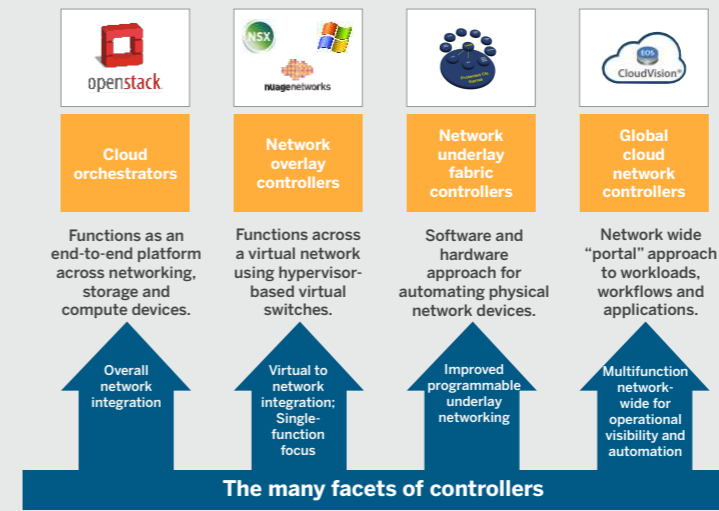 openstack
NSX
nuagenetworks
EOS
CloudVision®
Cloud
orchestrators
Network
overlay
controllers
Network
underlay
fabric
controllers
Global
cloud
network
controllers
Functions as an
end-to-end platform
across networking,
storage and
compute devices.
Functions across
a virtual network
using hypervisor-
based virtual
switches.
Software and
hardware
approach for
automating physical
network devices.
Network wide
“portal” approach
to workloads,
workflows and
applications.
Overall
network
integration
Virtual to
network
integration;
Single-
function
focus
Improved
programmable
underlay
networking
Multifunction
network-
wide for
operational
visibility and
automation
The many facets of controllers